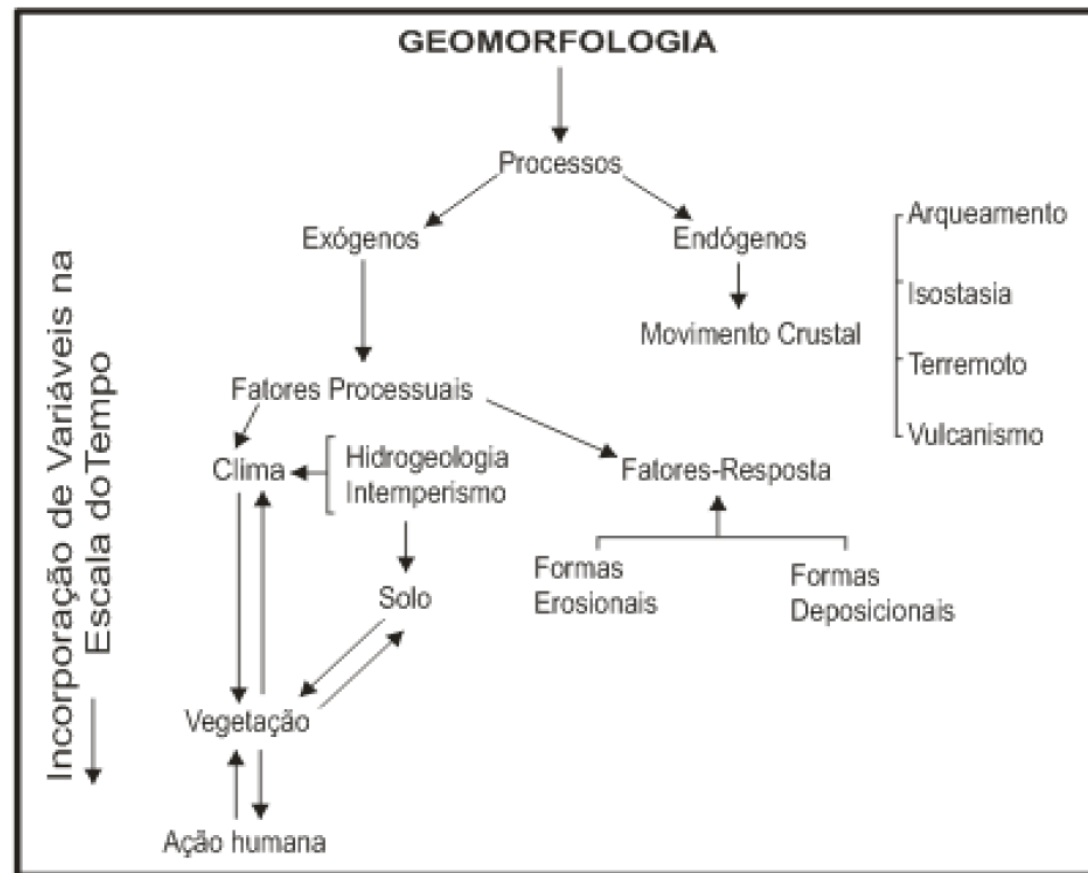 GEOMORFOLOGIA
Processos
Exógenos
Endógenos
Arqueamento
Isostasia
Terremoto
Vulcanismo
Movimento Crustal
Fatores Processuais
Clima
Hidrogeologia
Intemperismo
Fatores-Resposta
Formas
Erosionais
Formas
Deposicionais
Solo
Vegetação
Ação humana
Incorporação de Variáveis na
Escala doTempo